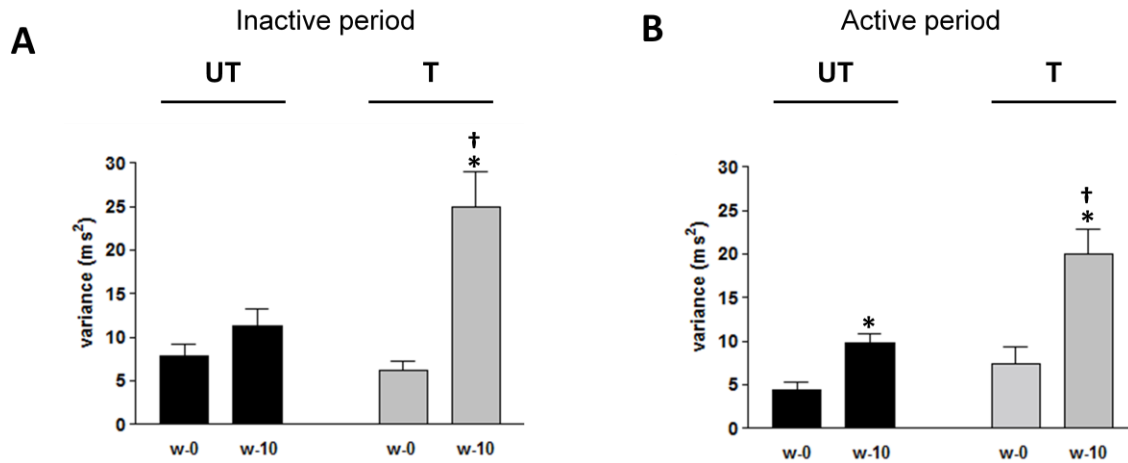 A
Inactive period
UT
T
†
*
30
25
20
15
10
5
0
variance (ms²)
w-0
w-10
w-0
w-10
B
Active period
UT
T
†
*
*
30
25
20
15
10
5
0
variance (ms²)
w-0
w-10
w-0
w-10